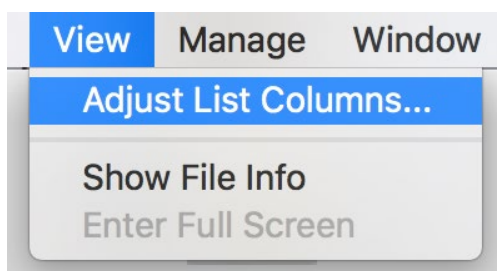 View Manage Window
Adjust List Columns...
Show File Info
Enter Full Screen